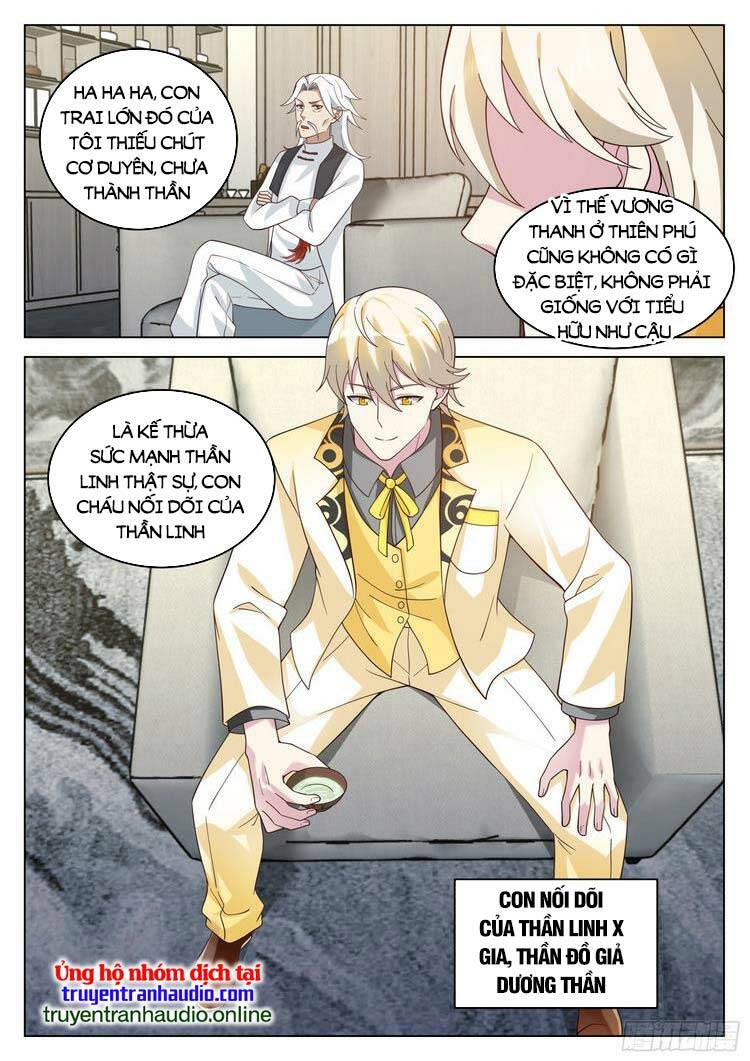 HA HA HA, CON
TRAI LỚN ĐÓ CỦA
TÔI THIẾU CHÚT
CƠ DUYÊN, CHƯA
THÀNH THẦN
VÌ THẾ VƯƠNG
THANH Ở THIÊN PHÚ
CŨNG KHÔNG CÓ GÌ
ĐẶC BIỆT, KHÔNG PHẢI
GIỐNG VỚI TIỂU
HỮU NHƯ CẬU
LÀ KẾ THỪA
SỨC MẠNH THẦN
LINH THẬT SỰ, CON
CHÁU NỐI DÕI CỦA
THẦN LINH
CON NỐI DÕI
CỦA THẦN LINH X
GIA, THẦN ĐỒ GIẢ
DƯƠNG THẦN
Ủng hộ nhóm dịch tại
truyentranhaudio.com
truyentranhaudio.online